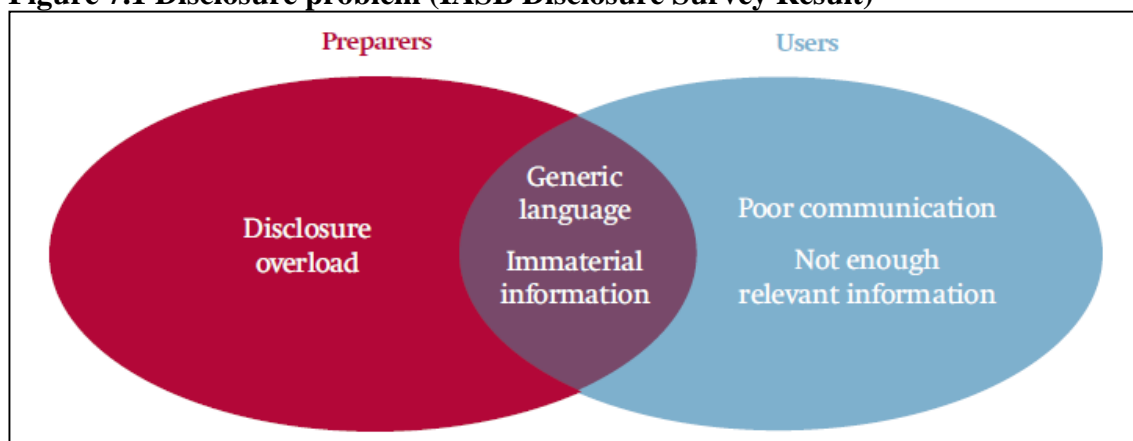 Figure 7.1 Disclosure problem (IASB Disclosure Survey Result)
Preparers
Users
Disclosure
overload
Generic
language
Immaterial
information
Poor communication
Not enough
relevant information